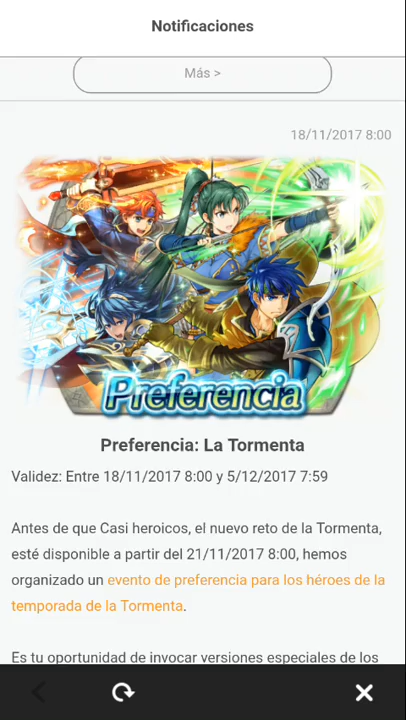 Notificaciones
Más >
18/11/2017 8:00
Preferencia
Preferencia: La Tormenta
Validez: Entre 18/11/2017 8:00 y 5/12/2017 7:59
Antes de que Casi heroicos, el nuevo reto de la Tormenta,
esté disponible a partir del 21/11/2017 8:00, hemos
organizado un evento de preferencia para los héroes de la
temporada de la Tormenta.
Es tu oportunidad de invocar versiones especiales de los